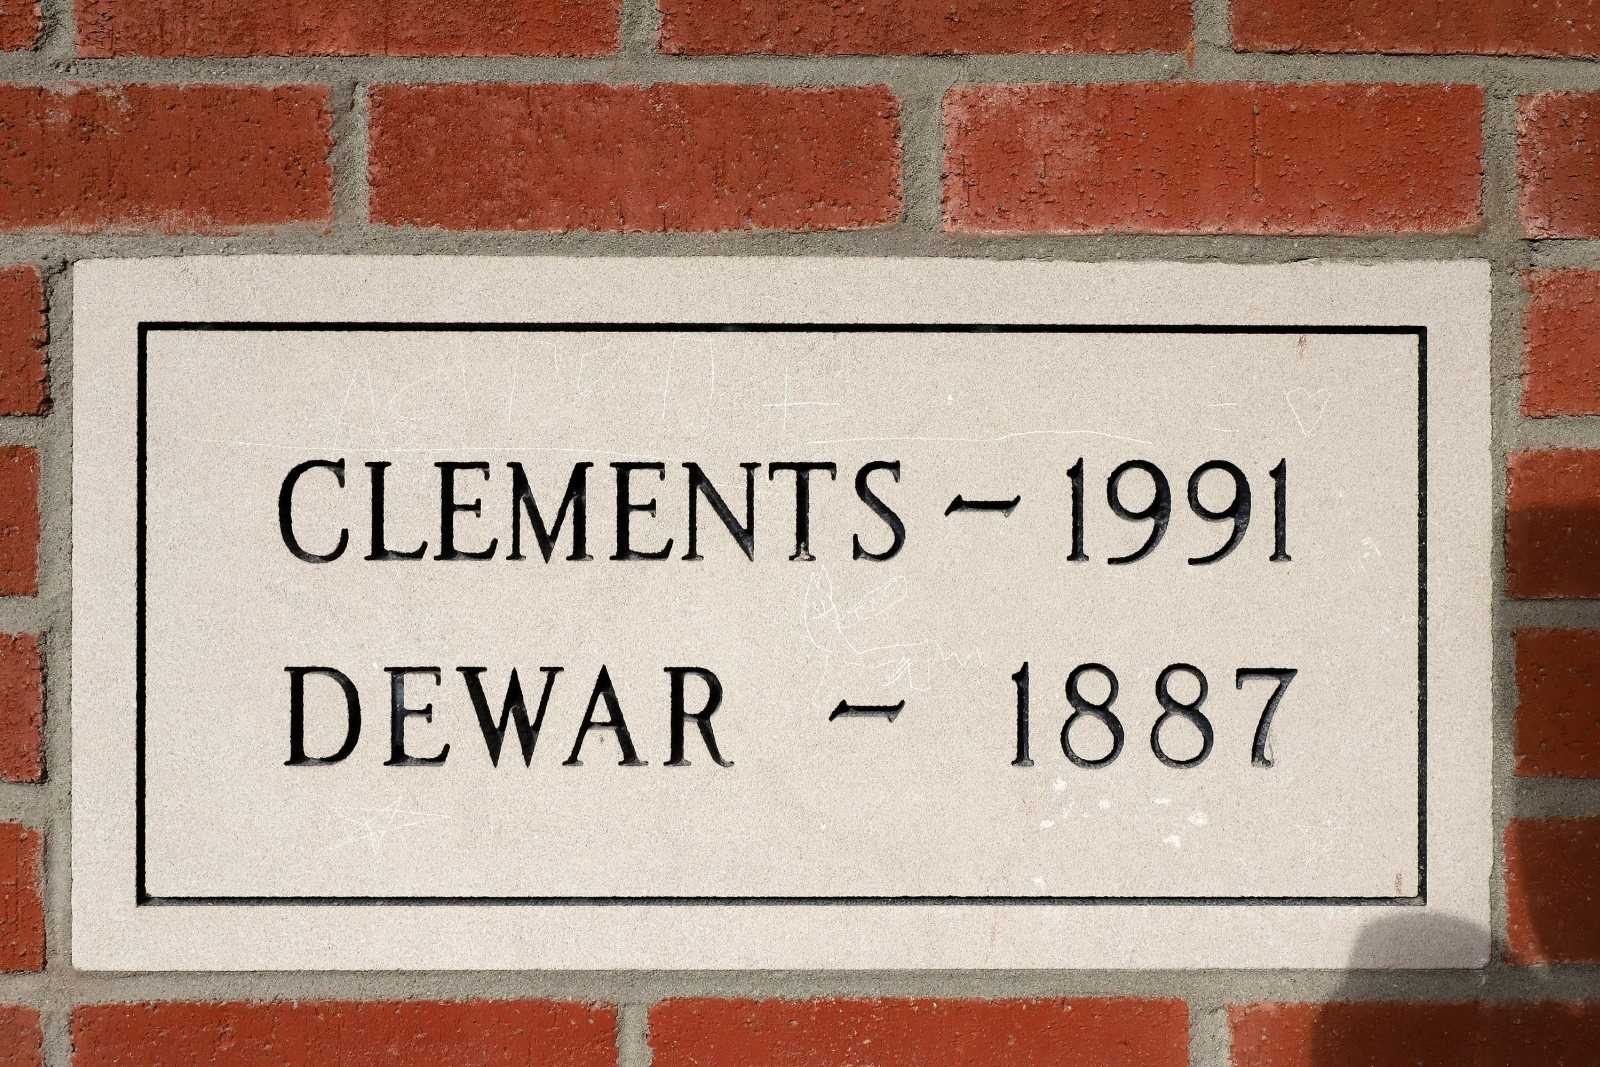 CLEMENTS ~ 1991
DEWAR ~ 1887